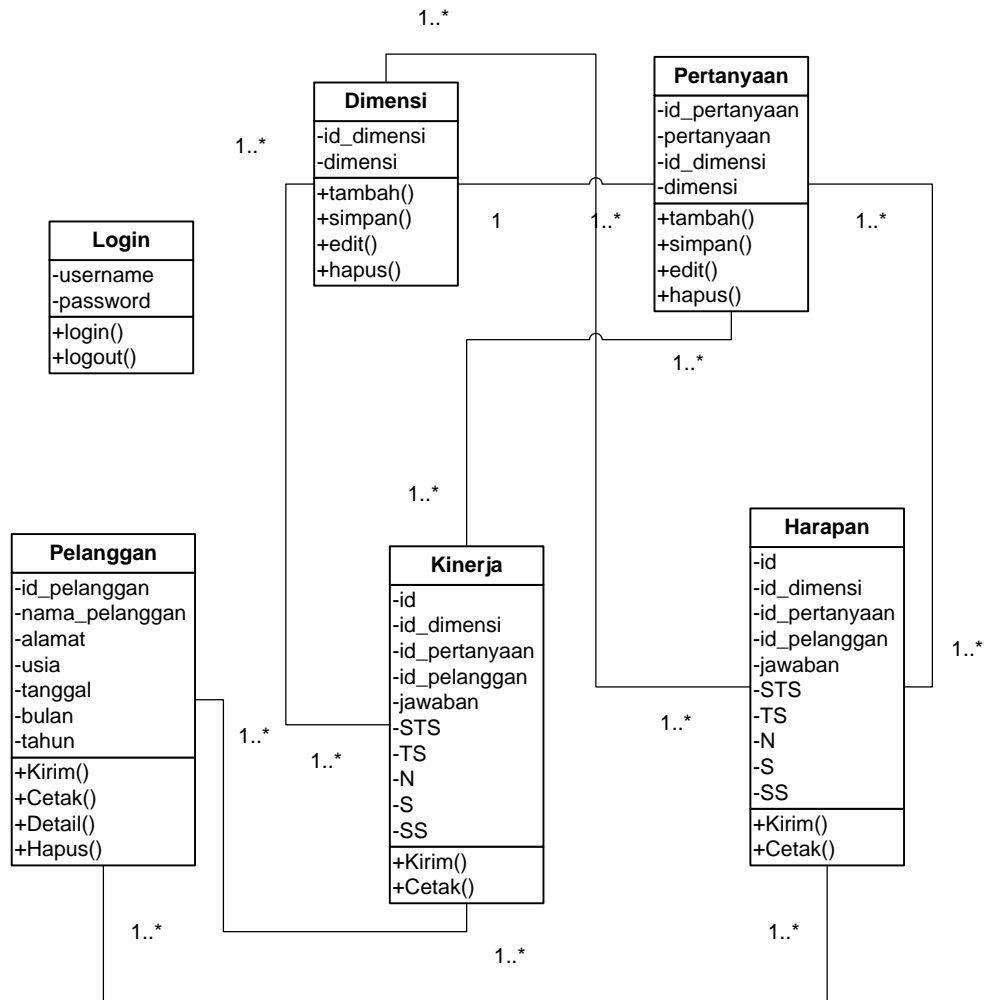 1..*
Dimensi
-id_dimensi
-dimensi
+tambah()
+simpan()
+edit()
+hapus()
Pertanyaan
-id_pertanyaan
-pertanyaan
-id_dimensi
-dimensi
+tambah()
+simpan()
+edit()
+hapus()
1..*
1
1..*
1..*
Login
-username
-password
+login()
+logout()
1..*
1..*
Pelanggan
-id_pelanggan
-nama_pelanggan
-alamat
-usia
-tanggal
-bulan
-tahun
+Kirim()
+Cetak()
+Detail()
+Hapus()
Kinerja
-id
-id_dimensi
-id_pertanyaan
-id_pelanggan
-jawaban
-STS
-TS
-N
-S
-SS
+Kirim()
+Cetak()
Harapan
-id
-id_dimensi
-id_pertanyaan
-id_pelanggan
-jawaban
-STS
-TS
-N
-S
-SS
+Kirim()
+Cetak()
1..*
1..*
1..*
1..*
1..*
1..*
1..*